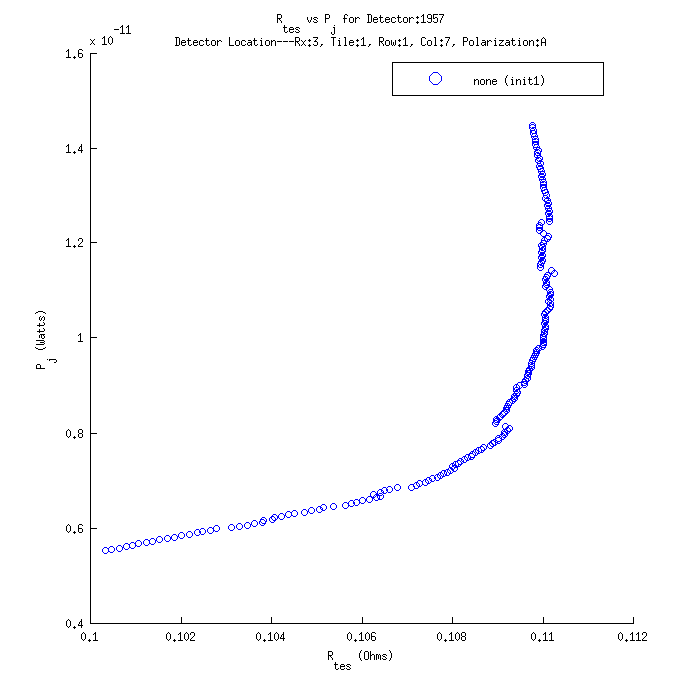 R_tes vs P_j for Detector:1957
Detector Location---Rx:3, Tile:1, Row:1, Col:7, Polarization:A
x 10^-11
none (init1)
1.6
1.4
1.2
1
0.8
0.6
0.4
P_j (Watts)
0.1 0.102 0.104 0.106 0.108 0.11 0.112
R_tes (Ohms)